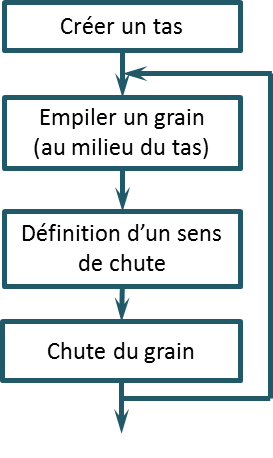 Créer un tas
Empiler un grain
(au milieu du tas)
Définition d’un sens
de chute
Chute du grain